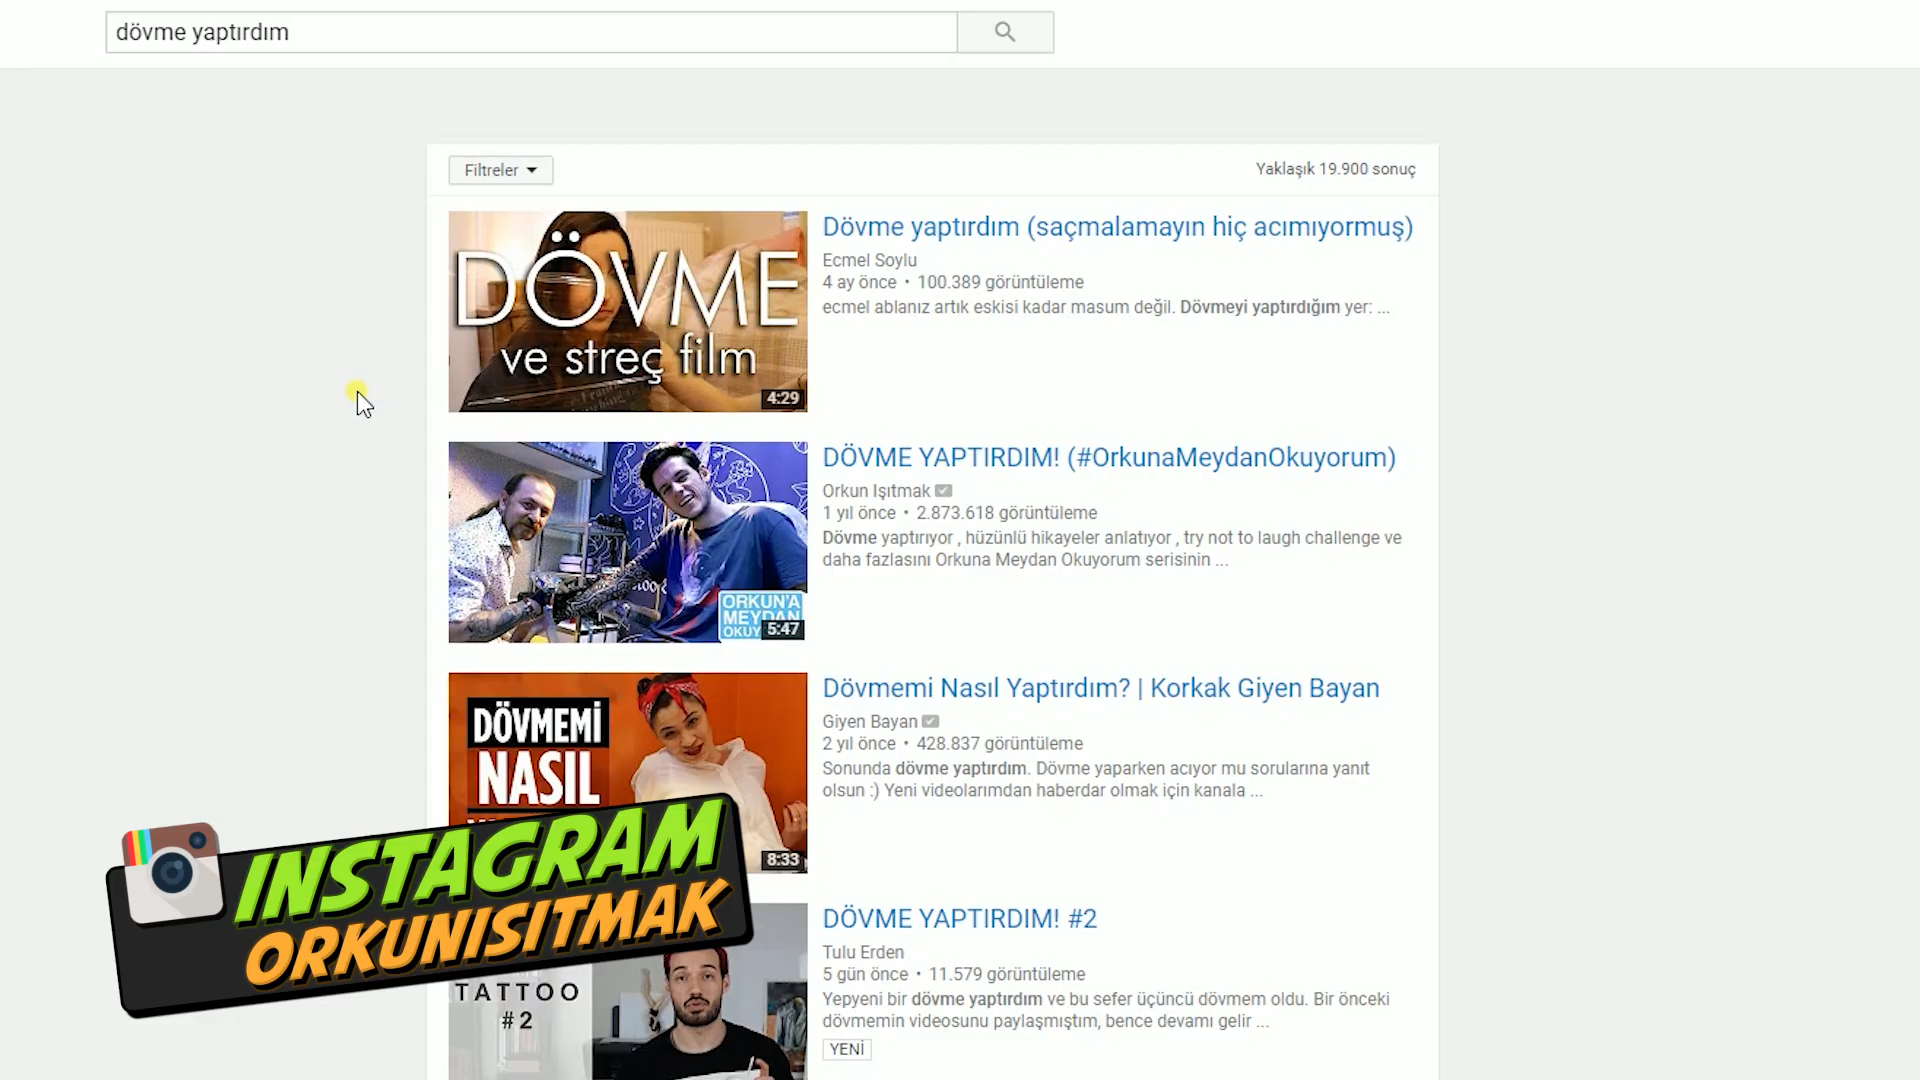 dövme yaptırdım
Filtreler
Yaklaşık 19.900 sonuç
DÖVME
ve streç film
4:29
Dövme yaptırdım (saçmalamayın hiç acımıyormuş)
Ecmel Soylu
4 ay önce • 100.389 görüntüleme
ecmel ablanız artık eskisi kadar masum değil. Dövmeyi yaptırdığım yer: ...
ORKUN'A
MEYDAN
OKUY
5:47
DÖVME YAPTIRDIM! (#OrkunaMeydanOkuyorum)
Orkun Işıtmak
1 yıl önce • 2.873.618 görüntüleme
Dövme yaptırıyor , hüzünlü hikayeler anlatıyor , try not to laugh challenge ve
daha fazlasını Orkuna Meydan Okuyorum serisinin ...
DÖVMEMİ
NASIL
8:33
Dövmemi Nasıl Yaptırdım? | Korkak Giyen Bayan
Giyen Bayan
2 yıl önce • 428.837 görüntüleme
Sonunda dövme yaptırdım. Dövme yaparken acıyor mu sorularına yanıt
olsun :) Yeni videolarımdan haberdar olmak için kanala ...
INSTAGRAM
ORKUNISITMAK
TATTOO
#2
DÖVME YAPTIRDIM! #2
Tulu Erden
5 gün önce • 11.579 görüntüleme
Yepyeni bir dövme yaptırdım ve bu sefer üçüncü dövmem oldu. Bir önceki
dövmemin videosunu paylaşmıştım, bence devamı gelir ...
YENİ